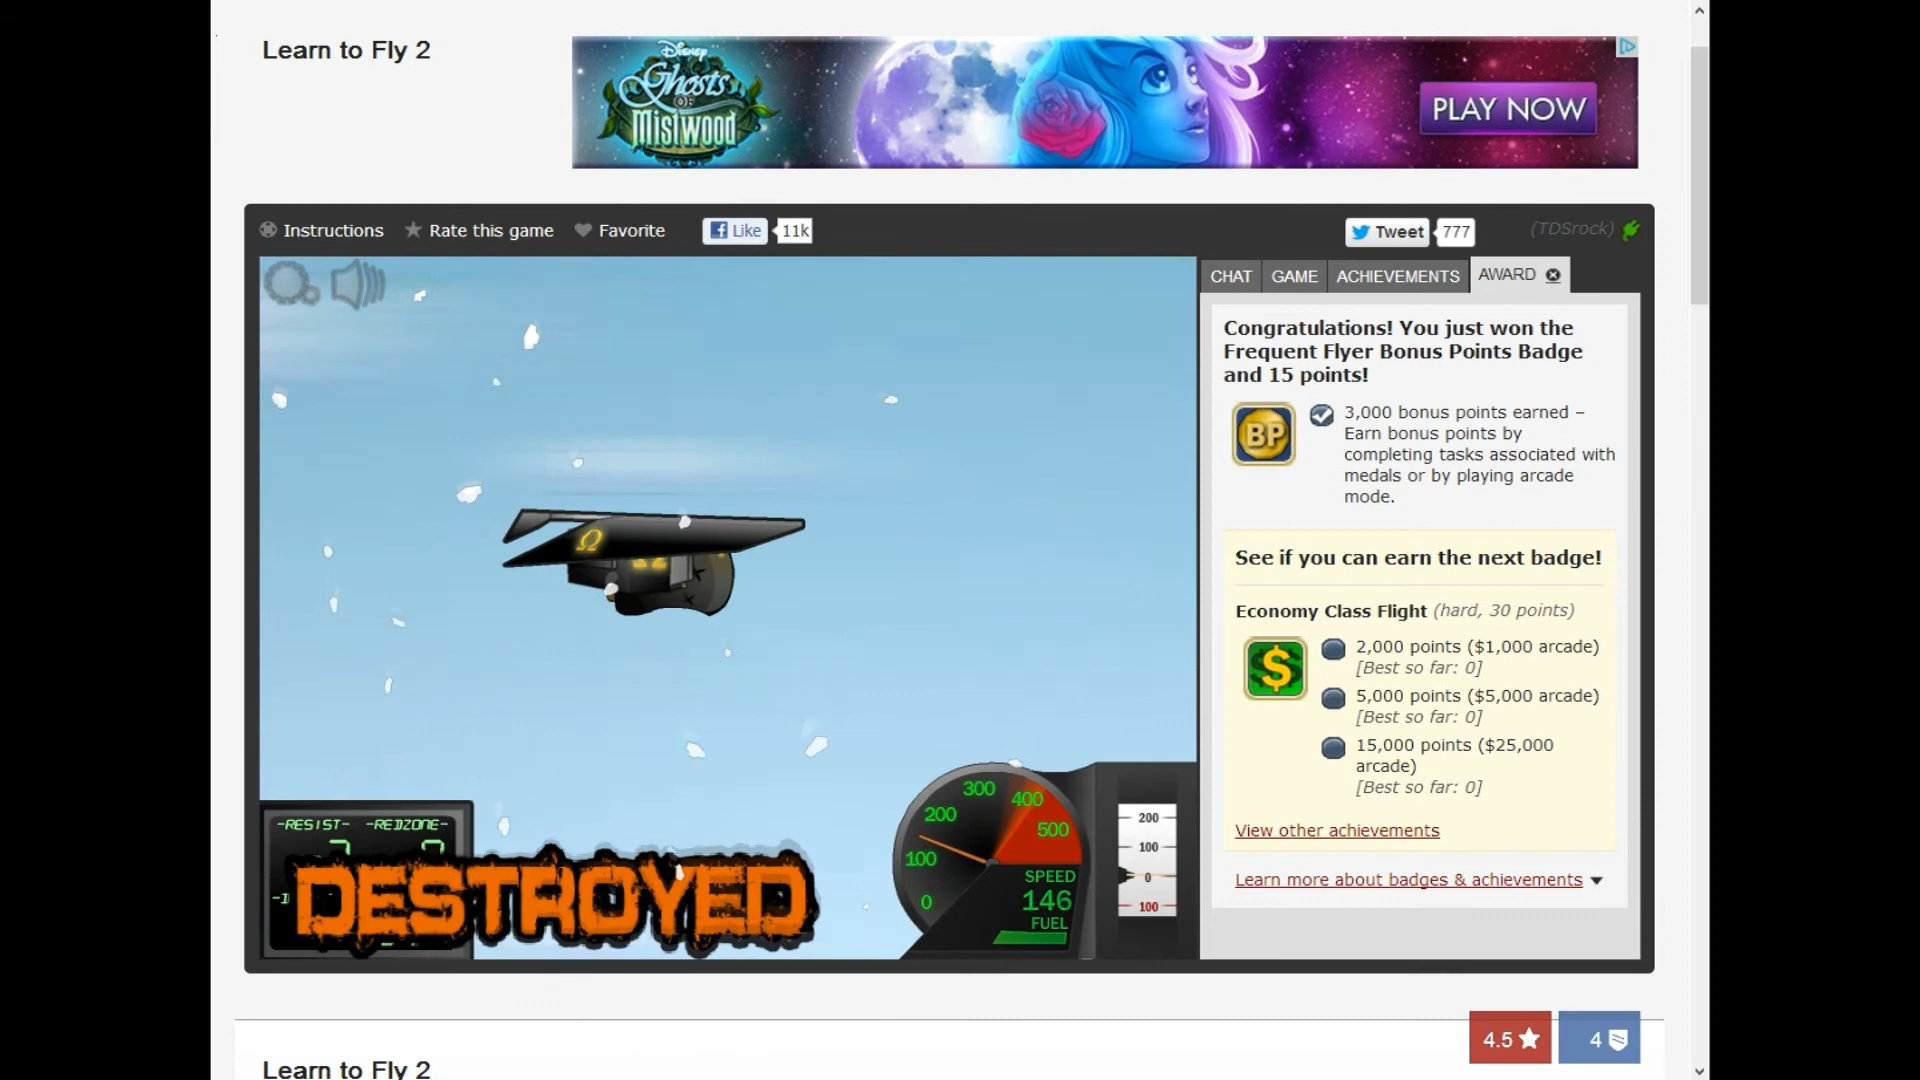 Learn to Fly 2
Disney
Ghosts
OF
Mistwood
PLAY NOW
Instructions
Rate this game
Favorite
Like
11k
Tweet
777
(TDSrock)
CHAT
GAME
ACHIEVEMENTS
AWARD
Congratulations! You just won the
Frequent Flyer Bonus Points Badge
and 15 points!
BP
3,000 bonus points earned –
Earn bonus points by
completing tasks associated with
medals or by playing arcade
mode.
See if you can earn the next badge!
Economy Class Flight (hard, 30 points)
$
2,000 points ($1,000 arcade)
[Best so far: 0]
5,000 points ($5,000 arcade)
[Best so far: 0]
15,000 points ($25,000
arcade)
[Best so far: 0]
View other achievements
Learn more about badges & achievements
Ω
-RESIST- -REDZONE-
DESTROYED
0
100
200
300
400
500
SPEED
146
FUEL
200
100
0
100
4.5
4
Learn to Fly 2